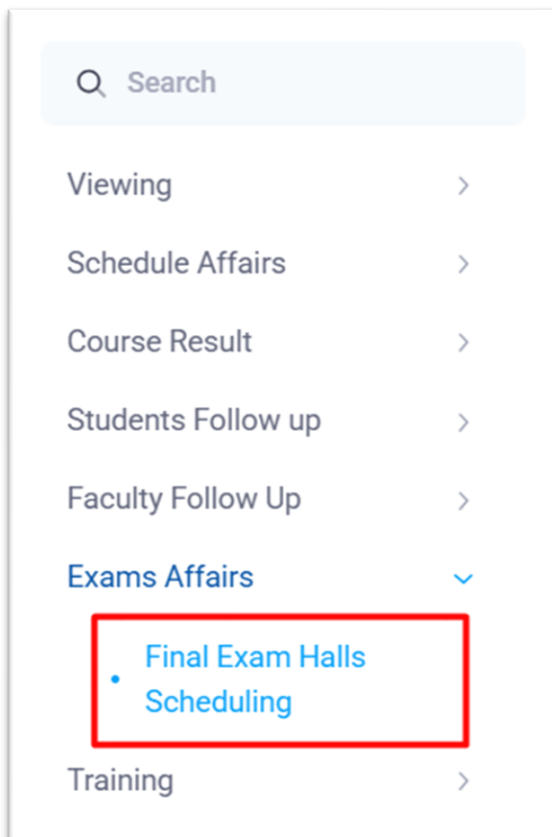 Search
Viewing
Schedule Affairs
Course Result
Students Follow up
Faculty Follow Up
Exams Affairs
Final Exam Halls
Scheduling
Training